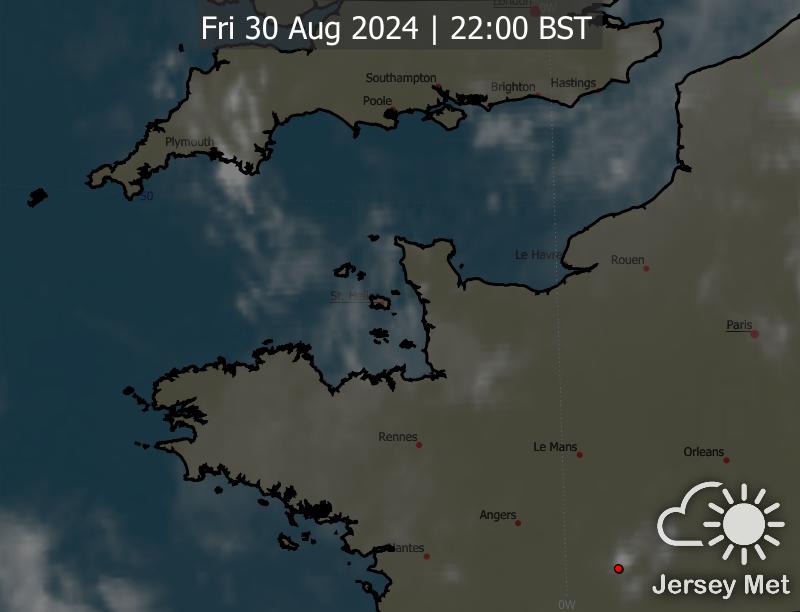 London
0W
Fri 30 Aug 2024 | 22:00 BST
Southampton
Brighton
Hastings
Poole
Plymouth
50
Le Havre
Rouen
St. Helier
Paris
Rennes
Le Mans
Orleans
Angers
Nantes
Jersey Met
0W